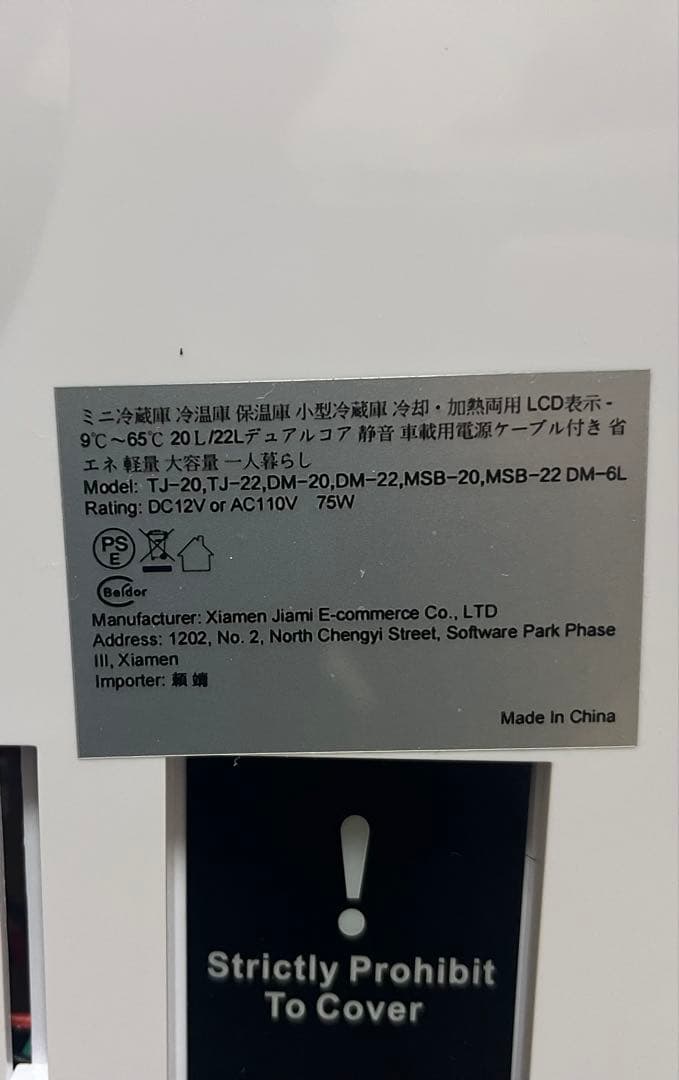 ミニ冷蔵庫 冷温庫 保温庫 小型冷蔵庫 冷却・加熱両用 LCD表示 -
9℃～65℃ 20L/22Lデュアルコア 静音 車載用電源ケーブル付き 省
エネ 軽量 大容量 一人暮らし
Model: TJ-20,TJ-22,DM-20,DM-22,MSB-20,MSB-22 DM-6L
Rating: DC12V or AC110V 75W
PS
E
Baldor
Manufacturer: Xiamen Jiami E-commerce Co., LTD
Address: 1202, No. 2, North Chengyi Street, Software Park Phase
III, Xiamen
Importer: 賴 嬌
Made In China
Strictly Prohibit
To Cover